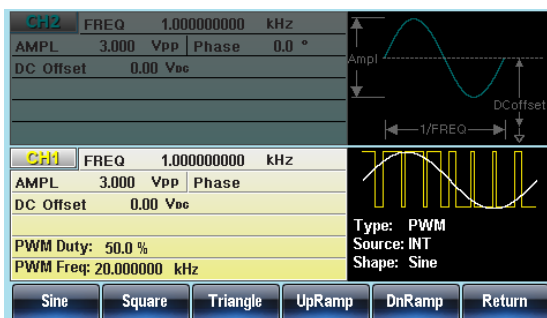 CH2 FREQ 1.000000000 kHz
AMPL 3.000 Vpp Phase 0.0 °
DC Offset 0.00 VDC
Ampl
DCoffset
1/FREQ
CH1 FREQ 1.000000000 kHz
AMPL 3.000 Vpp Phase
DC Offset 0.00 VDC
PWM Duty: 50.0 %
PWM Freq: 20.000000 kHz
Type: PWM
Source: INT
Shape: Sine
Sine Square Triangle UpRamp DnRamp Return